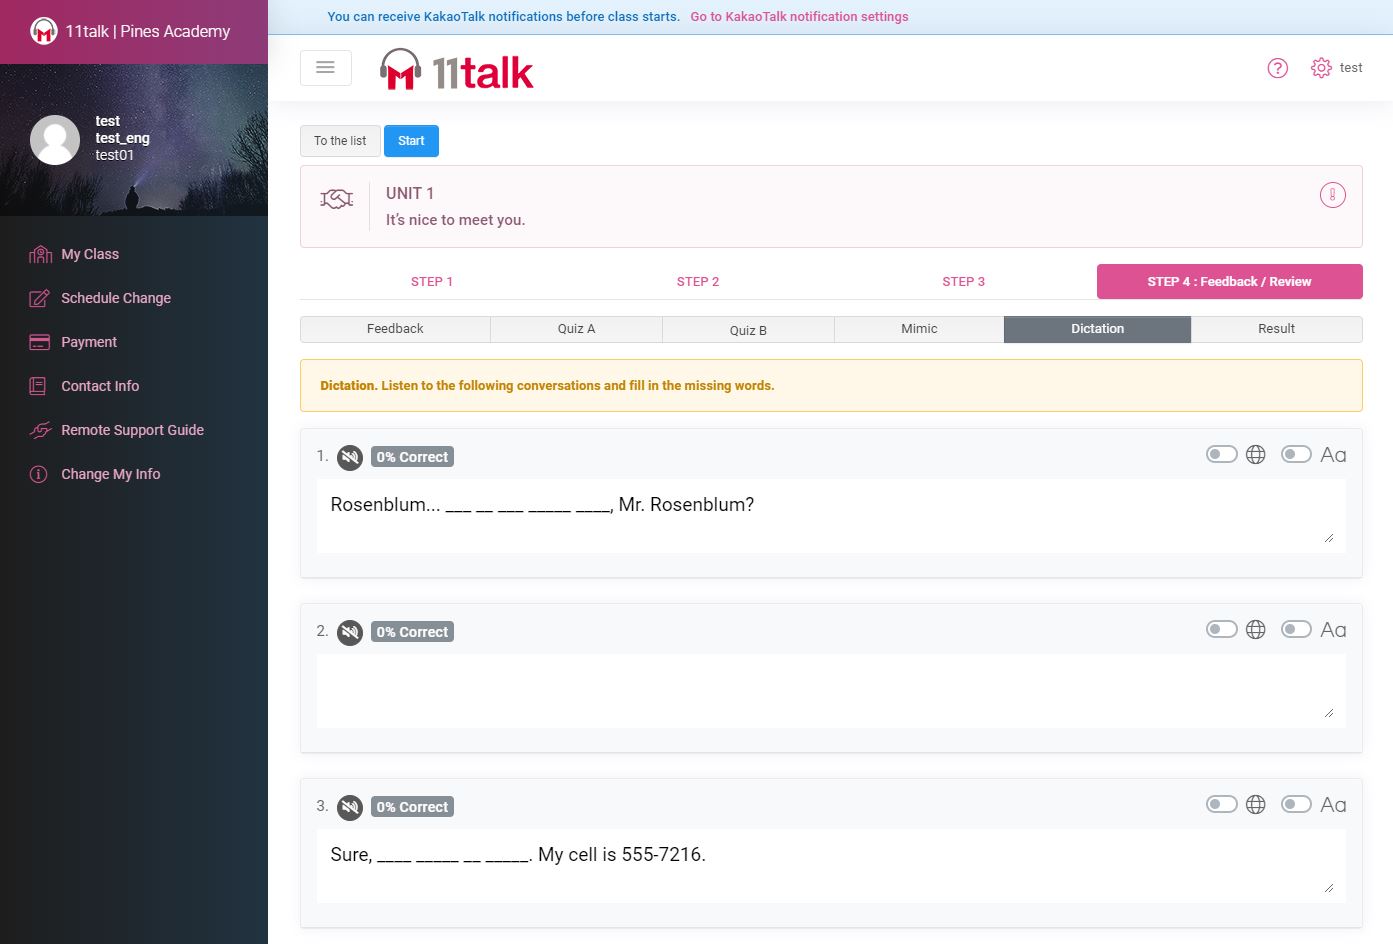 11talk | Pines Academy
You can receive KakaoTalk notifications before class starts. Go to KakaoTalk notification settings
11talk
test
test
test_eng
test01
My Class
Schedule Change
Payment
Contact Info
Remote Support Guide
Change My Info
To the list
Start
UNIT 1
It's nice to meet you.
STEP 1
STEP 2
STEP 3
STEP 4 : Feedback / Review
Feedback
Quiz A
Quiz B
Mimic
Dictation
Result
Dictation. Listen to the following conversations and fill in the missing words.
1. 0% Correct Aa
Rosenblum... ___ __ ___ _____ ____, Mr. Rosenblum?
2. 0% Correct Aa
3. 0% Correct Aa
Sure, ____ _____ __ _____. My cell is 555-7216.